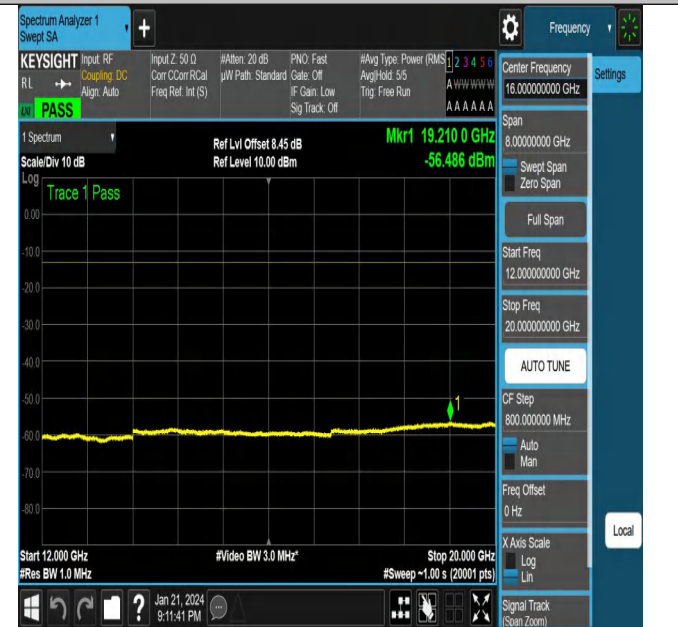 Spectrum Analyzer 1
Swept SA
Frequency
KEYSIGHT
RL
PASS
Input: RF
Coupling: DC
Align: Auto
Input Z: 50 Ω
Corr CCorr RCal
Freq Ref: Int (S)
#Atten: 20 dB
µW Path: Standard
PNO: Fast
Gate: Off
IF Gain: Low
Sig Track: Off
#Avg Type: Power (RMS
Avg|Hold: 5/5
Trig: Free Run
1 2 3 4 5 6
A W W W W W
A A A A A A
1 Spectrum
Scale/Div 10 dB
Log
Ref Lvl Offset 8.45 dB
Ref Level 10.00 dBm
Mkr1 19.210 0 GHz
-56.486 dBm
Trace 1 Pass
0.00
-10.0
-20.0
-30.0
-40.0
-50.0
-60.0
-70.0
-80.0
1
Start 12.000 GHz
#Res BW 1.0 MHz
#Video BW 3.0 MHz*
Stop 20.000 GHz
#Sweep ~1.00 s (20001 pts)
Jan 21, 2024
9:11:41 PM
Center Frequency
16.000000000 GHz
Settings
Span
8.00000000 GHz
Swept Span
Zero Span
Full Span
Start Freq
12.000000000 GHz
Stop Freq
20.000000000 GHz
AUTO TUNE
CF Step
800.000000 MHz
Auto
Man
Freq Offset
0 Hz
X Axis Scale
Log
Lin
Local
Signal Track
(Span Zoom)